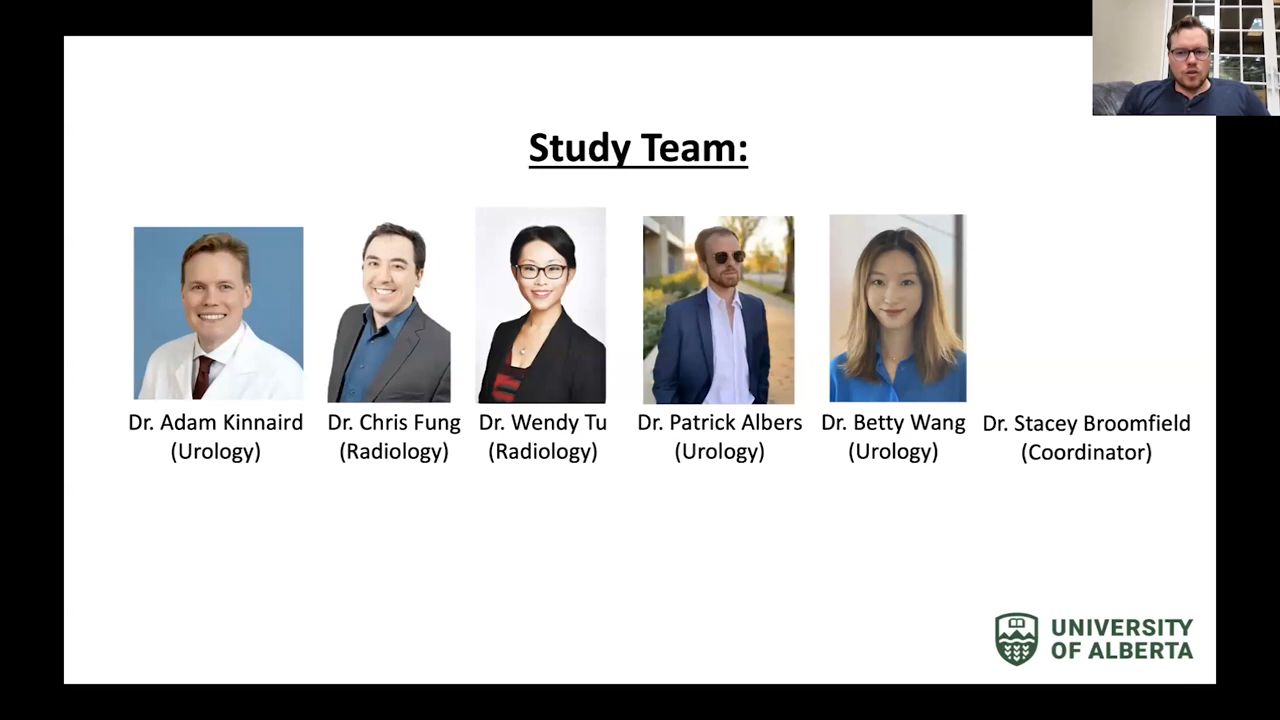 Study Team:
Dr. Adam Kinnaird
(Urology)
Dr. Chris Fung
(Radiology)
Dr. Wendy Tu
(Radiology)
Dr. Patrick Albers
(Urology)
Dr. Betty Wang
(Urology)
Dr. Stacey Broomfield
(Coordinator)
UNIVERSITY
OF ALBERTA